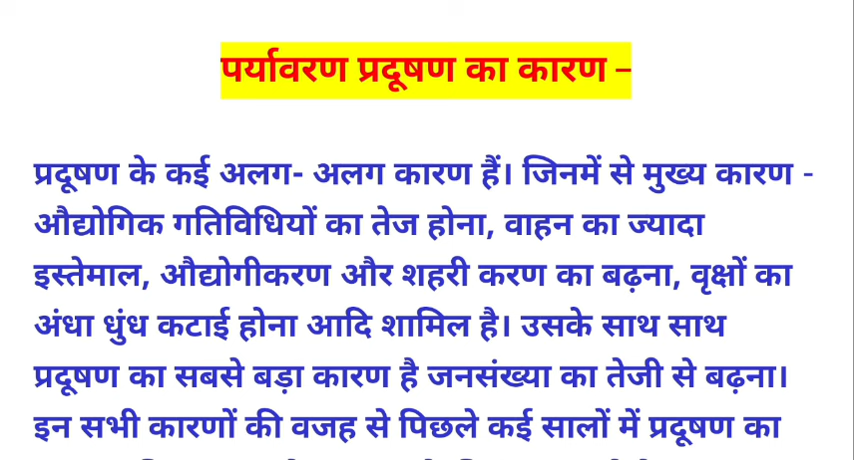 पर्यावरण प्रदूषण का कारण –
प्रदूषण के कई अलग- अलग कारण हैं। जिनमें से मुख्य कारण -
औद्योगिक गतिविधियों का तेज होना, वाहन का ज्यादा
इस्तेमाल, औद्योगीकरण और शहरी करण का बढ़ना, वृक्षों का
अंधा धुंध कटाई होना आदि शामिल है। उसके साथ साथ
प्रदूषण का सबसे बड़ा कारण है जनसंख्या का तेजी से बढ़ना।
इन सभी कारणों की वजह से पिछले कई सालों में प्रदूषण का